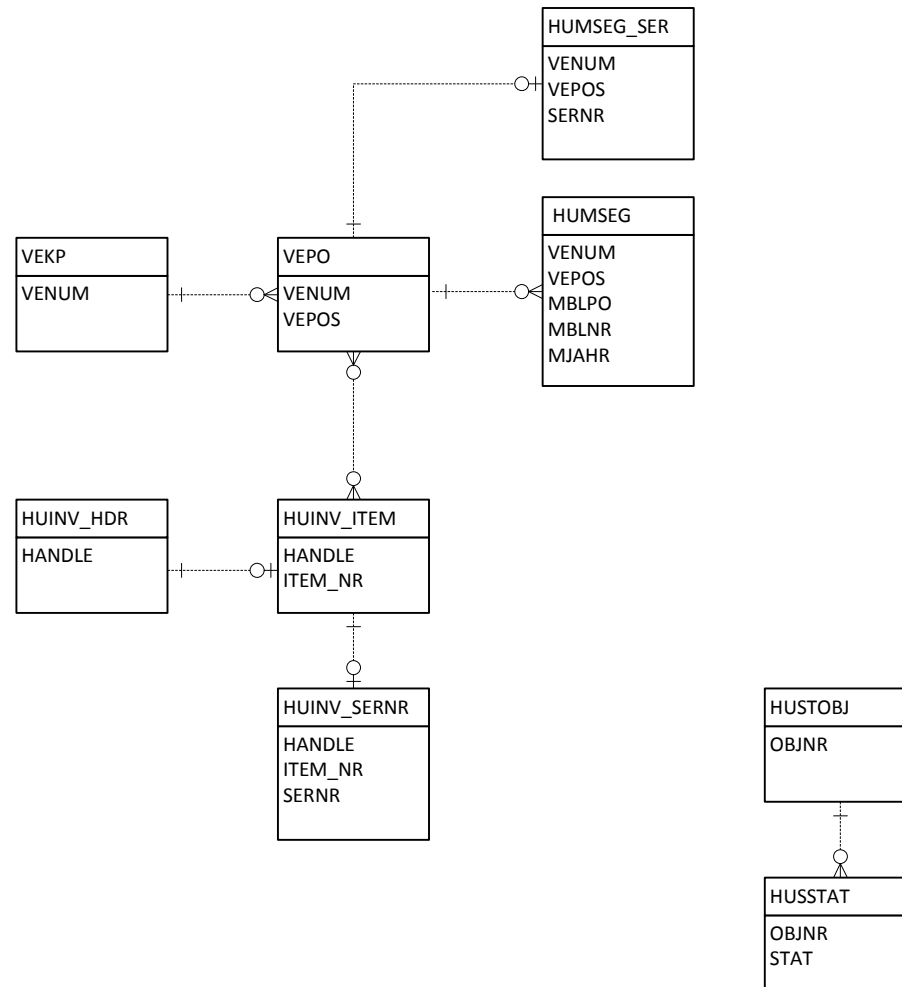 HUMSEG_SER
VENUM
VEPOS
SERNR
HUMSEG
VENUM
VEPOS
MBLPO
MBLNR
MJAHR
VEKP
VENUM
VEPO
VENUM
VEPOS
HUINV_HDR
HANDLE
HUINV_ITEM
HANDLE
ITEM_NR
HUINV_SERNR
HANDLE
ITEM_NR
SERNR
HUSTOBJ
OBJNR
HUSSTAT
OBJNR
STAT